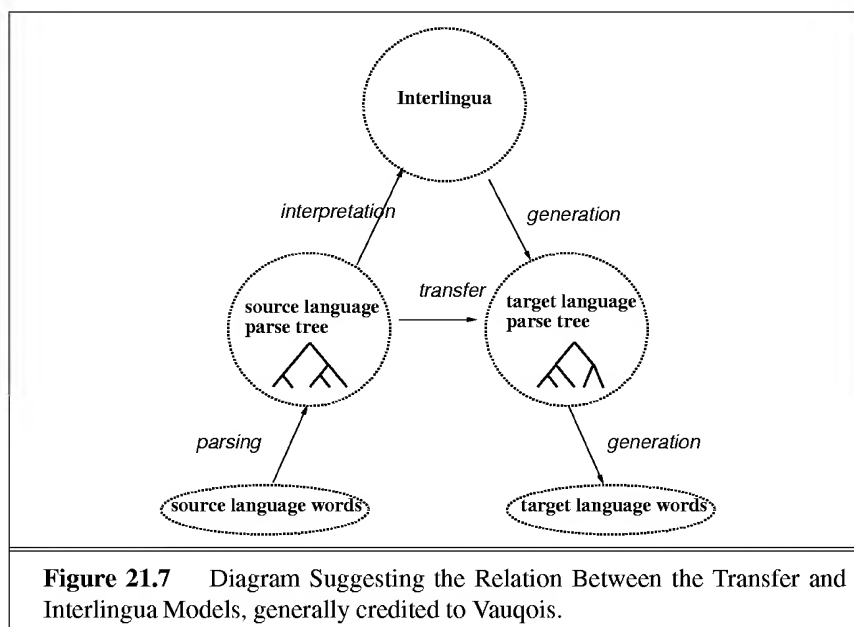 Interlingua
interpretation
generation
source language
parse tree
transfer
target language
parse tree
parsing
generation
source language words
target language words
Figure 21.7 Diagram Suggesting the Relation Between the Transfer and
Interlingua Models, generally credited to Vauqois.